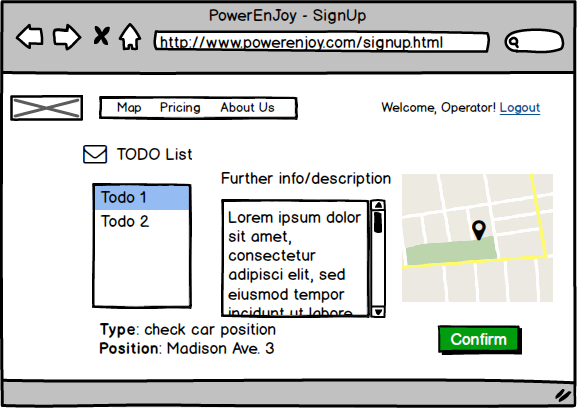 PowerEnJoy - SignUp
http://www.powerenjoy.com/signup.html
Map Pricing About Us
Welcome, Operator! Logout
TODO List
Further info/description
Todo 1
Todo 2
Lorem ipsum dolor
sit amet,
consectetur
adipisci elit, sed
eiusmod tempor
incidunt ut labore
Type: check car position
Position: Madison Ave. 3
Confirm